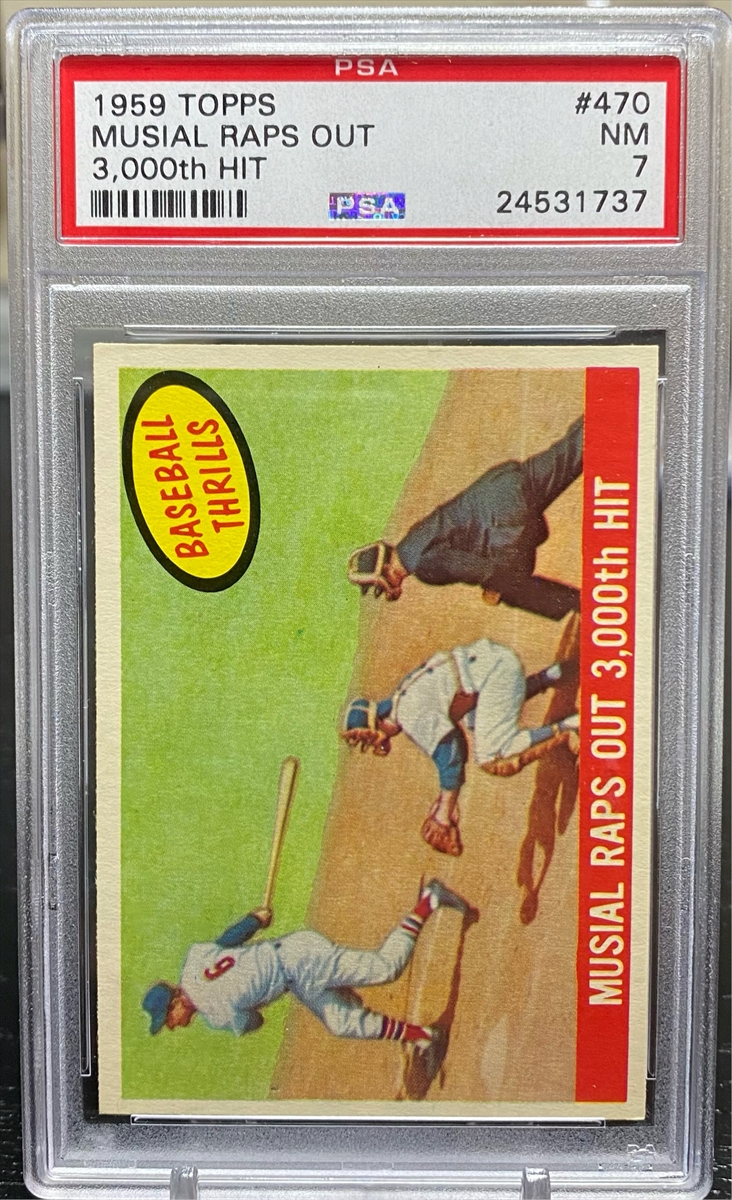 PSA
1959 TOPPS #470
MUSIAL RAPS OUT NM
3,000th HIT 7
PSA 24531737
BASEBALL
THRILLS
6
MUSIAL RAPS OUT 3,000th HIT